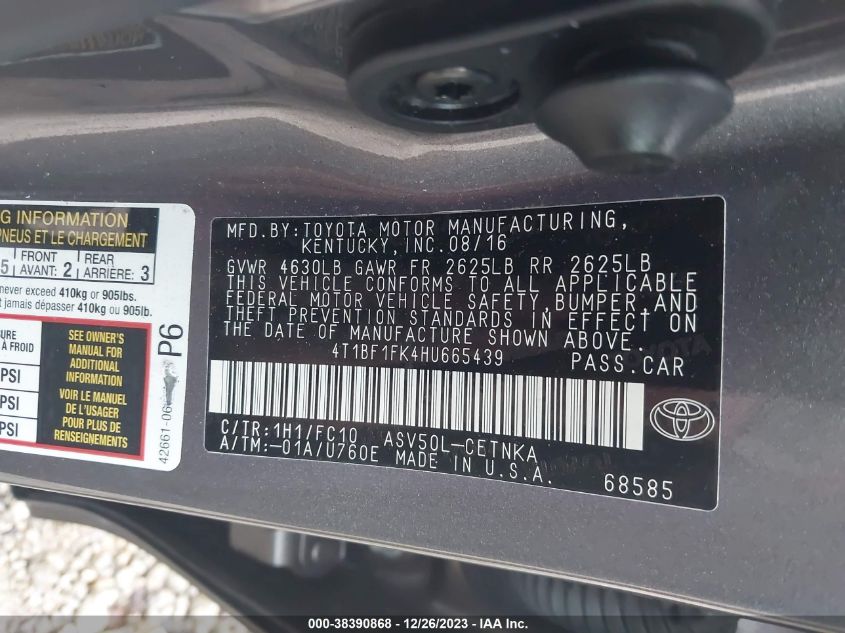 G INFORMATION
PNEUS ET LE CHARGEMENT
5 FRONT AVANT: 2 REAR ARRIÈRE: 3
never exceed 410kg or 905lbs.
jamais dépasser 410kg ou 905lb.
URE
À FROID
PSI
PSI
PSI
SEE OWNER'S
MANUAL FOR
ADDITIONAL
INFORMATION
VOIR LE MANUEL
DE L'USAGER
POUR PLUS DE
RENSEIGNEMENTS
P6
MFD.BY:TOYOTA MOTOR MANUFACTURING,
KENTUCKY, INC.08/16
GVWR 4630LB GAWR FR 2625LB RR 2625LB
THIS VEHICLE CONFORMS TO ALL APPLICABLE
FEDERAL MOTOR VEHICLE SAFETY, BUMPER, AND
THEFT PREVENTION STANDARDS IN EFFECT ON
THE DATE OF MANUFACTURE SHOWN ABOVE.
4T1BF1FK4HU665439 PASS.CAR
C/TR:1H1/FC10 ASV50L-CETNKA
A/TM:-01A/U760E MADE IN U.S.A.
68585
TOYOTA
000-38390868 - 12/26/2023 - IAA Inc.